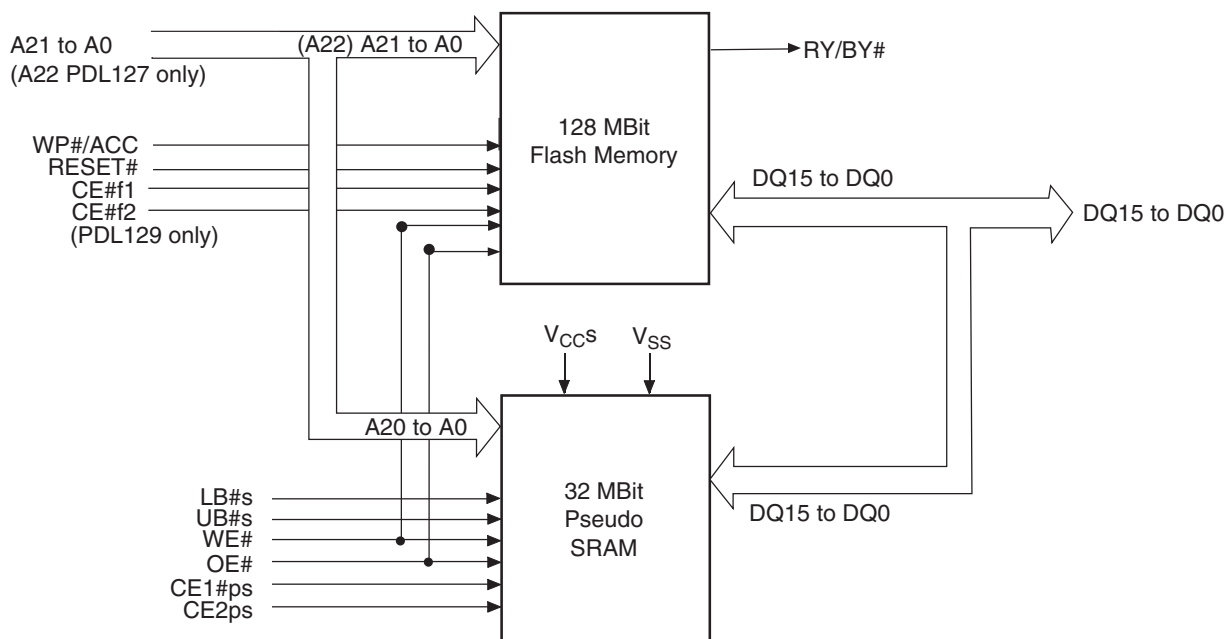 A21 to A0
(A22 PDL127 only)
(A22) A21 to A0
RY/BY#
WP#/ACC
RESET#
CE#f1
CE#f2
(PDL129 only)
128 MBit
Flash Memory
DQ15 to DQ0
DQ15 to DQ0
VCCs
VSS
A20 to A0
LB#s
UB#s
WE#
OE#
CE1#ps
CE2ps
32 MBit
Pseudo
SRAM
DQ15 to DQ0